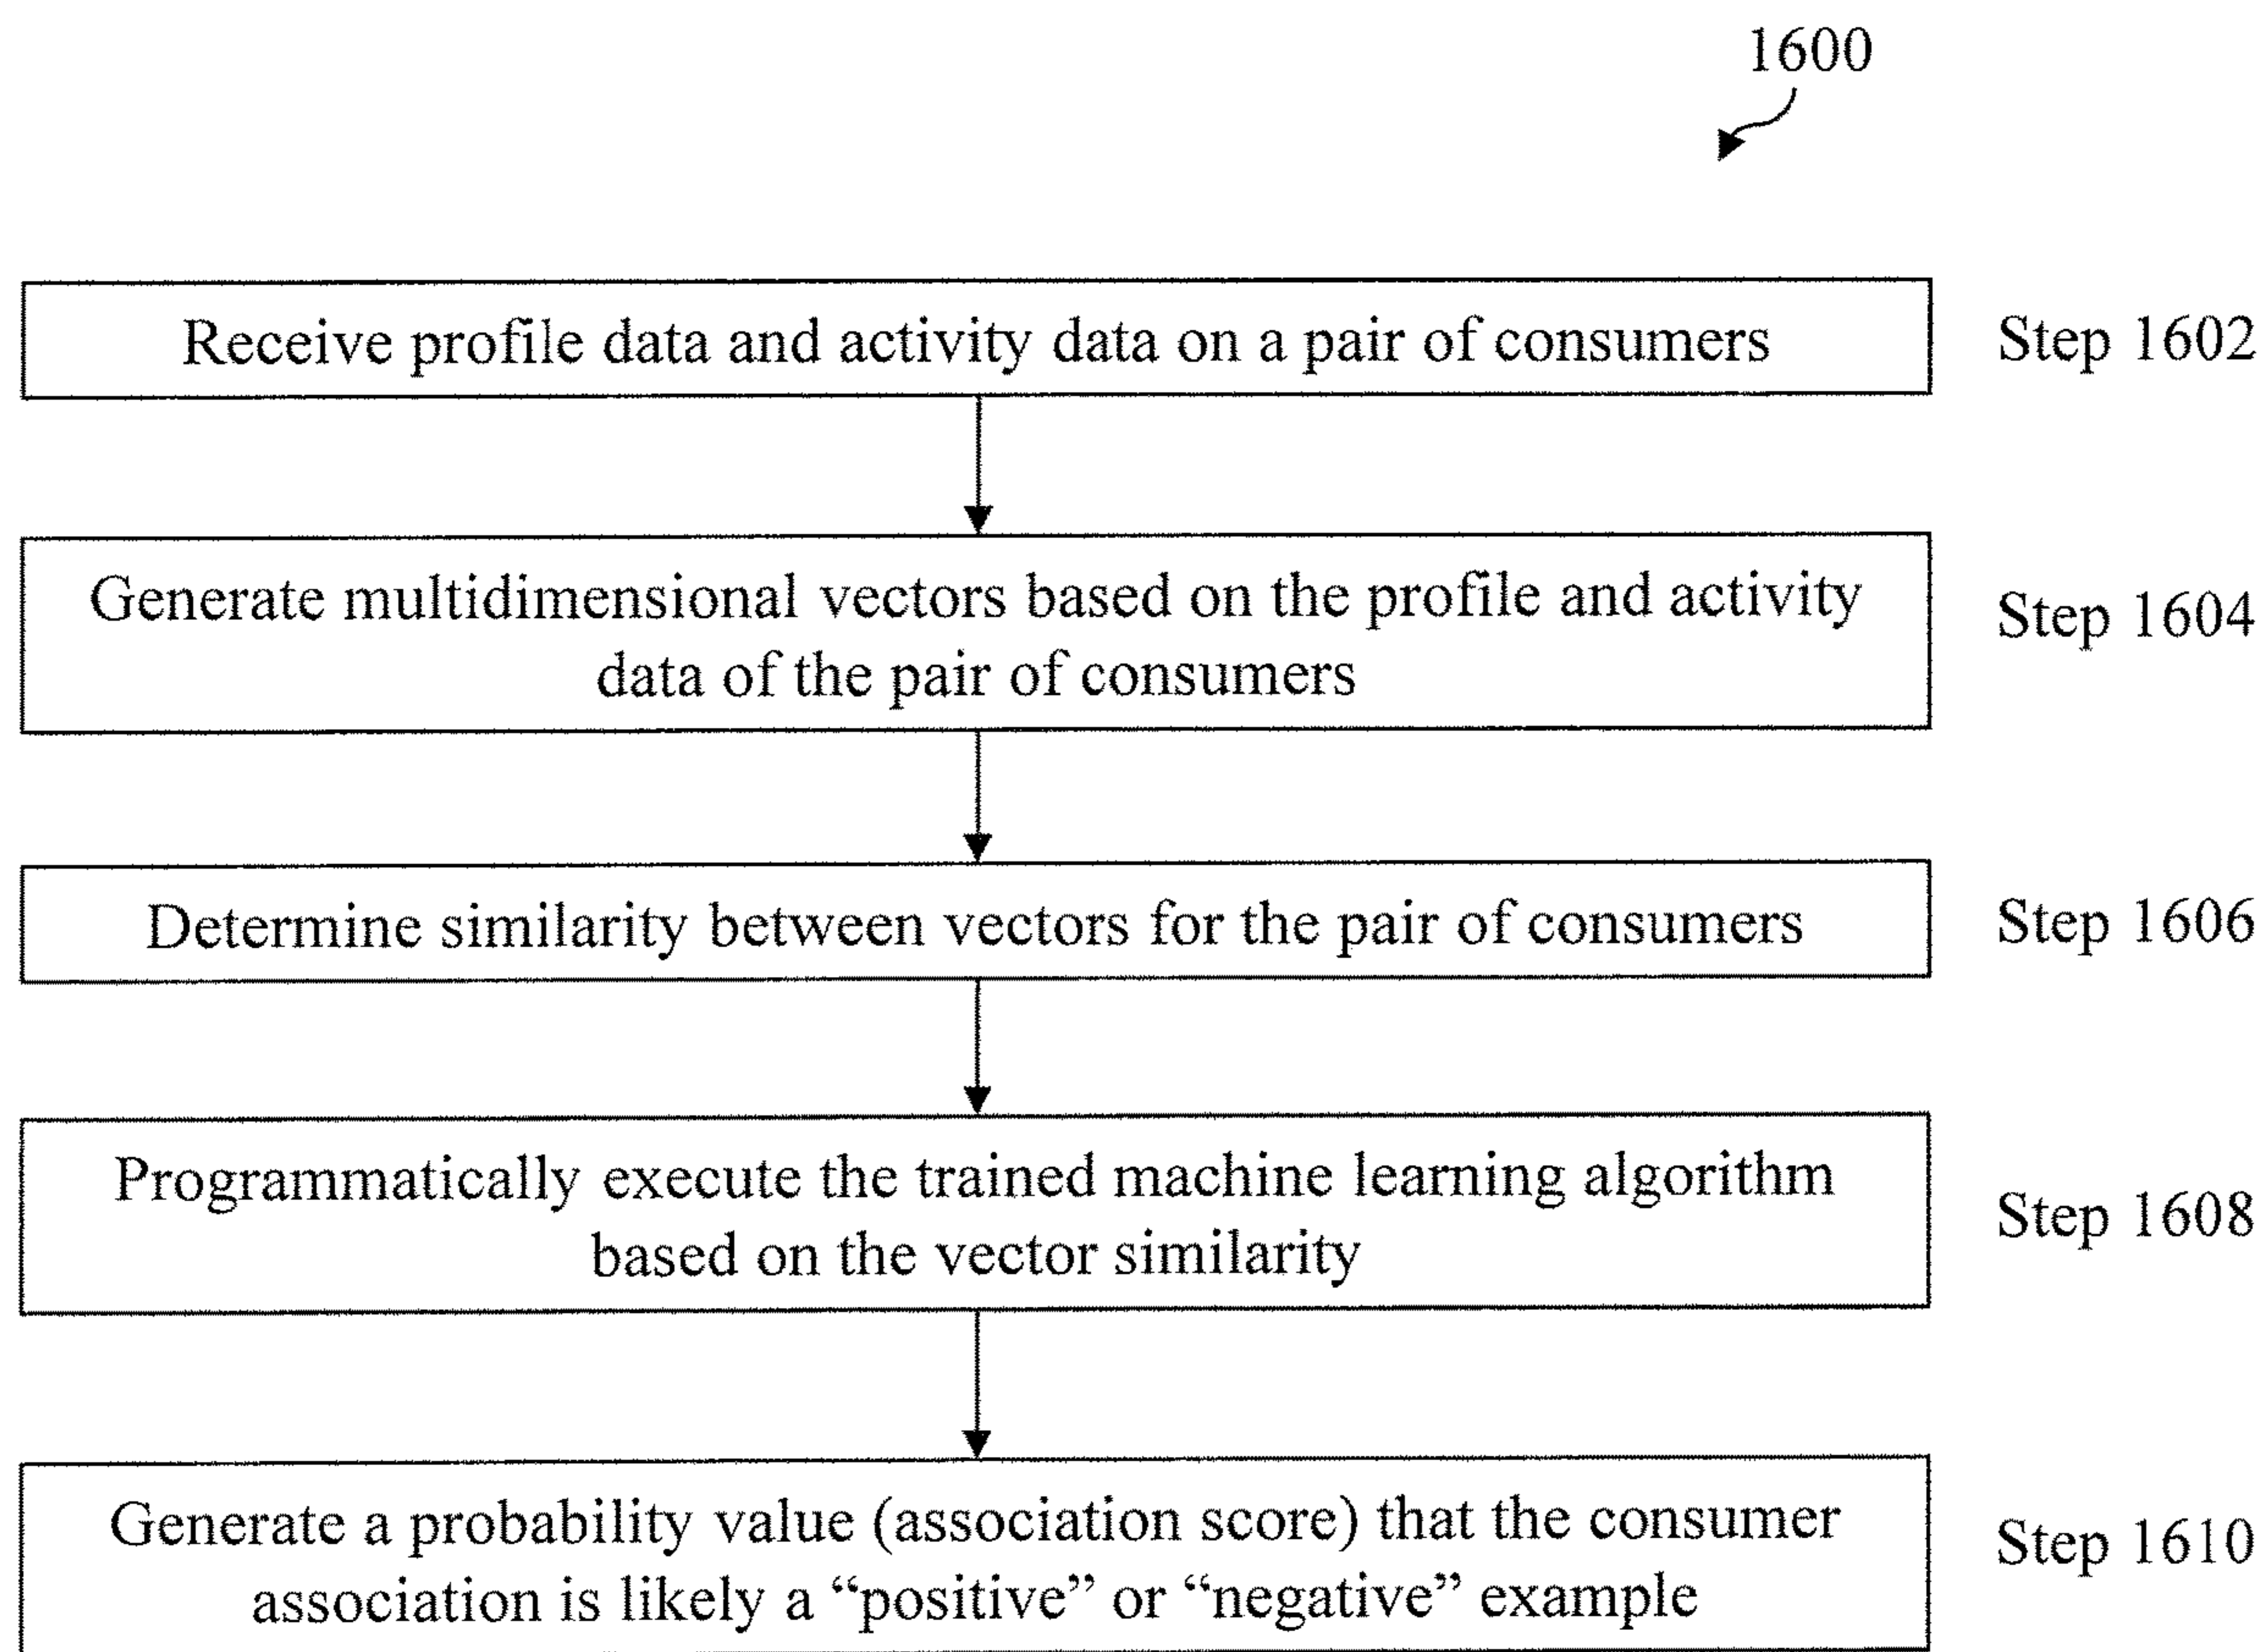 1600
Receive profile data and activity data on a pair of consumers
Step 1602
Generate multidimensional vectors based on the profile and activity
data of the pair of consumers
Step 1604
Determine similarity between vectors for the pair of consumers
Step 1606
Programmatically execute the trained machine learning algorithm
based on the vector similarity
Step 1608
Generate a probability value (association score) that the consumer
association is likely a “positive” or “negative” example
Step 1610